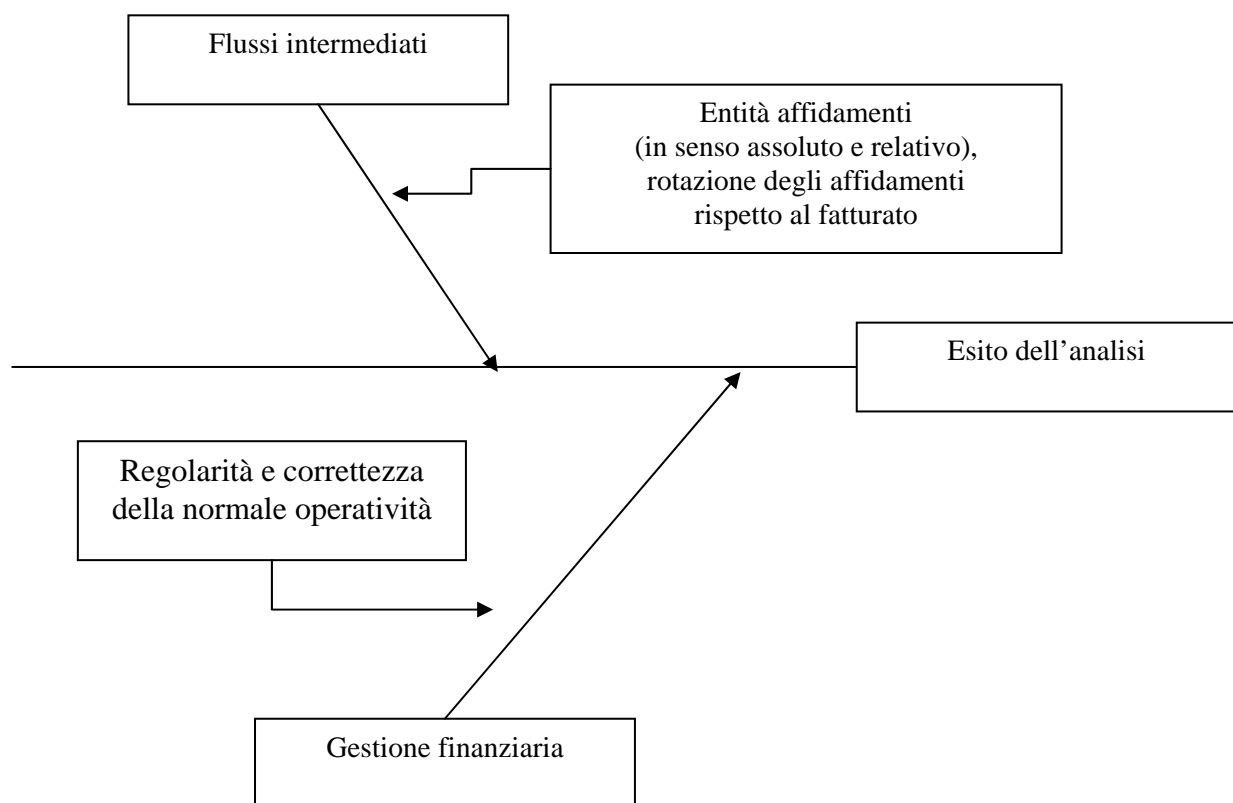 Flussi intermediati
Entità affidamenti
(in senso assoluto e relativo),
rotazione degli affidamenti
rispetto al fatturato
Esito dell’analisi
Regolarità e correttezza
della normale operatività
Gestione finanziaria